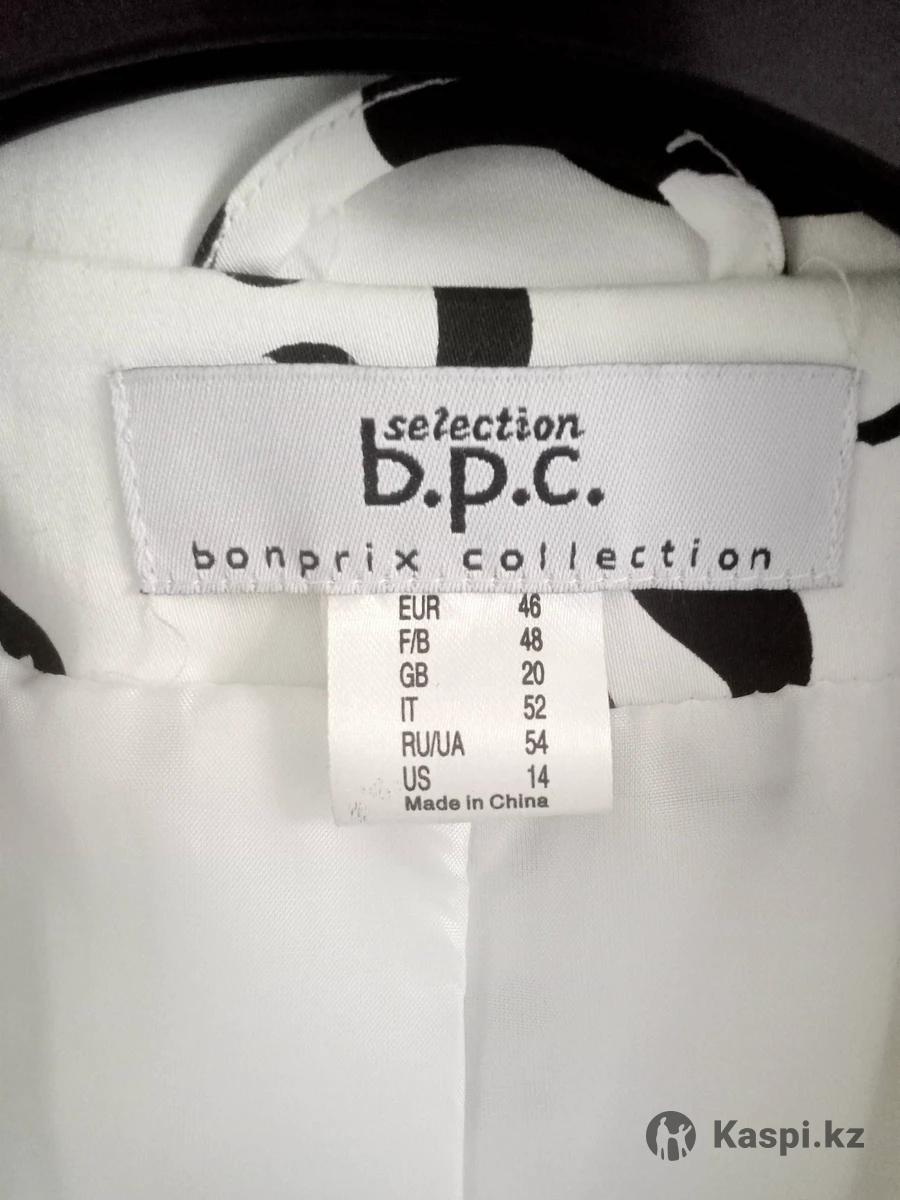 selection
b.p.c.
bonprix collection
EUR 46
F/B 48
GB 20
IT 52
RU/UA 54
US 14
Made in China
Kaspi.kz